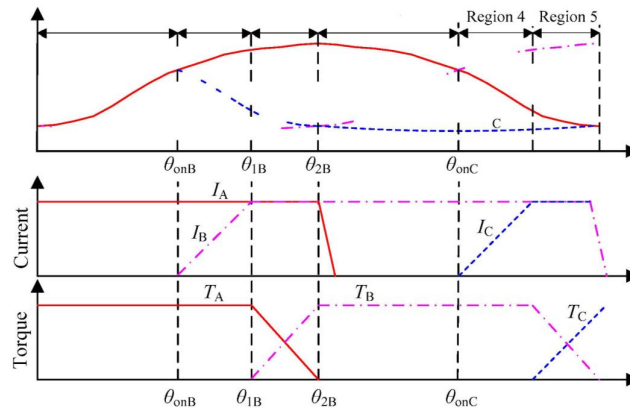 Region 4 Region 5
C
θonB θ1B θ2B θonC
IA
IB IC
Current
TA TB TC
Torque
θonB θ1B θ2B θonC